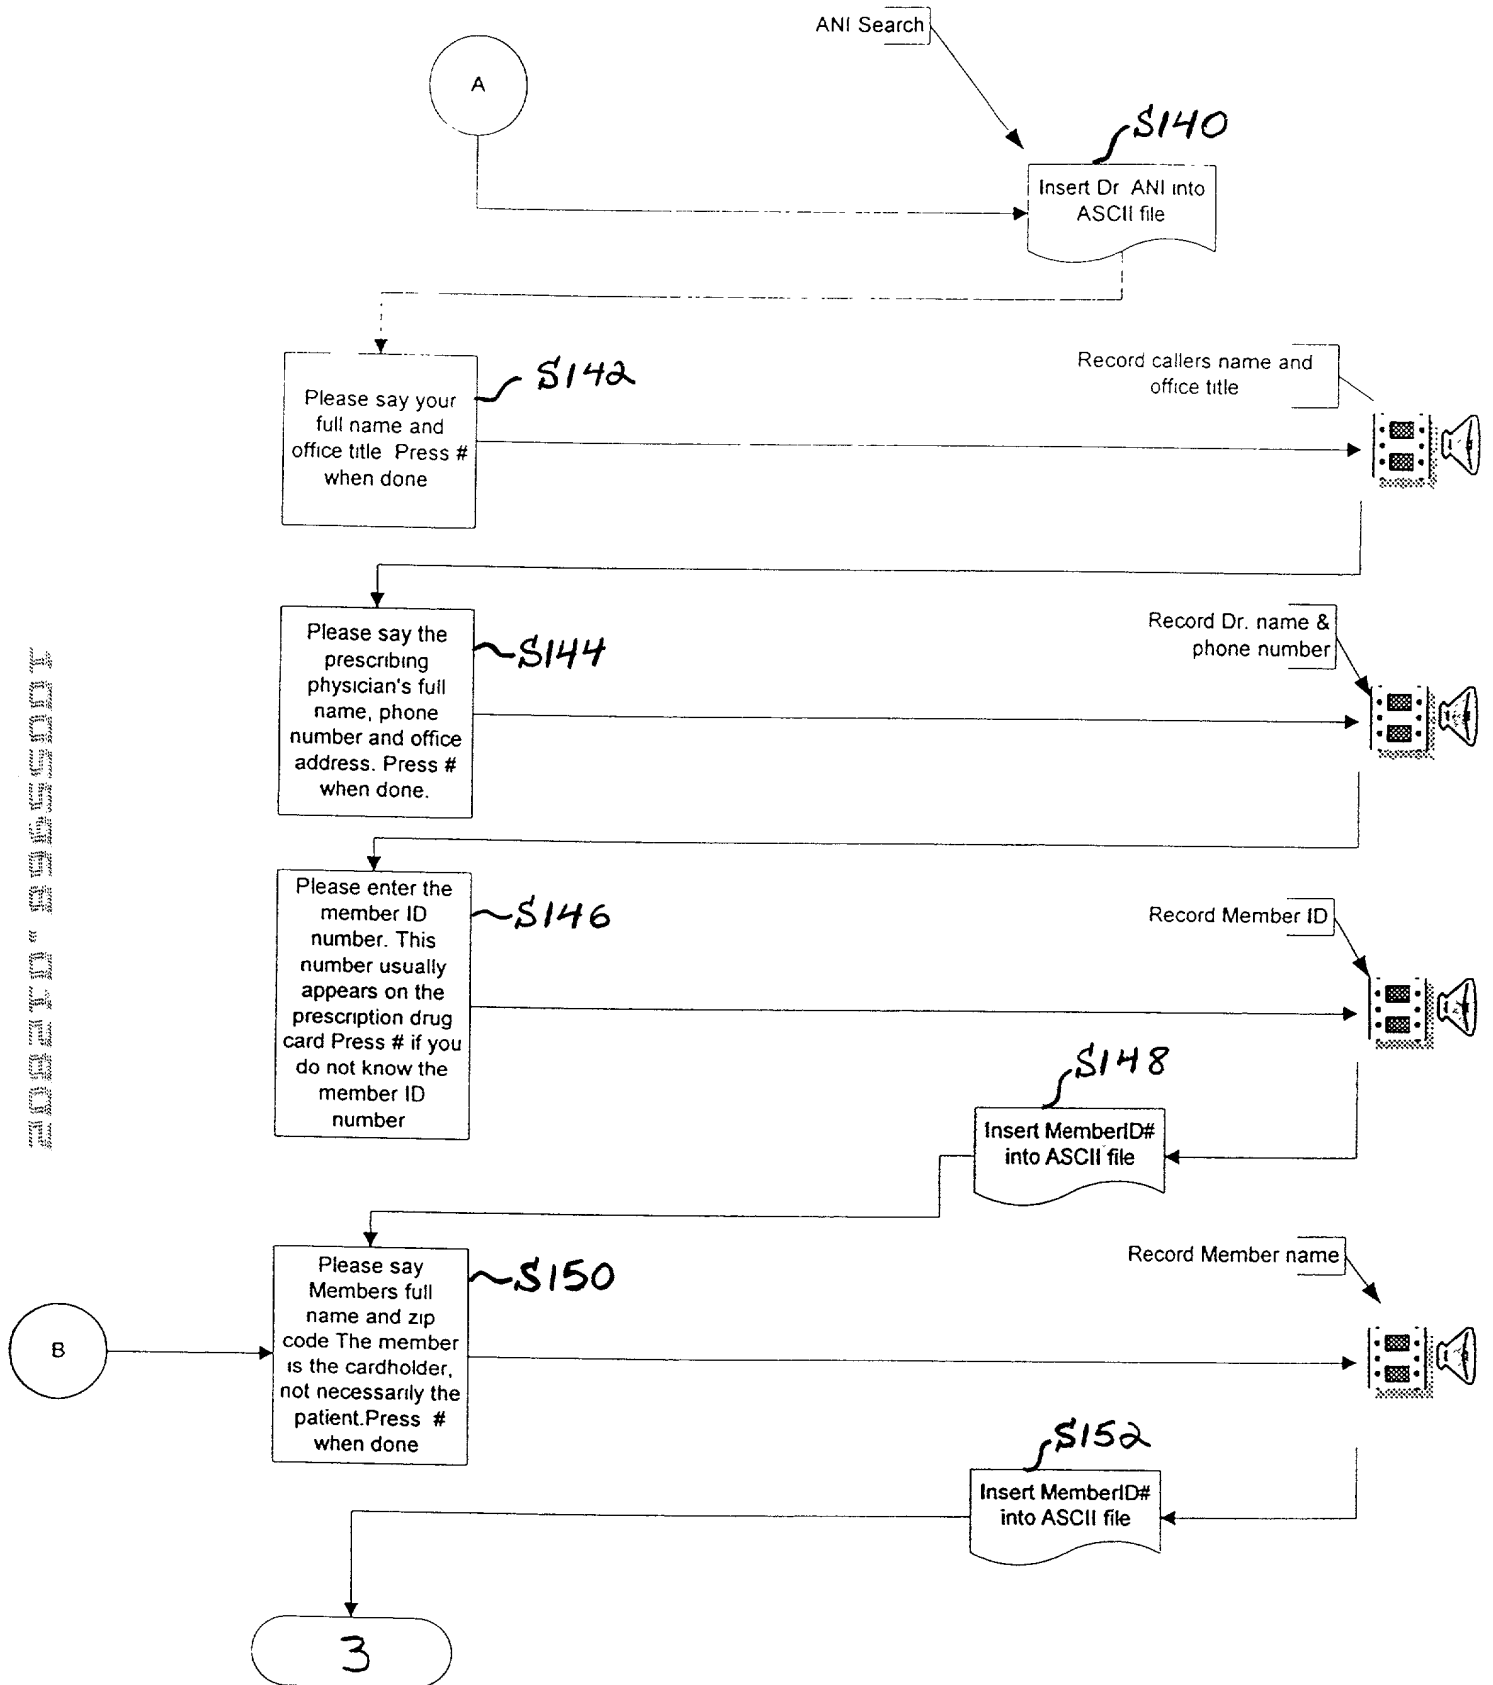 ANI Search
A
S140
Insert Dr ANI into
ASCII file
S142
Please say your
full name and
office title Press #
when done
Record callers name and
office title
S144
Please say the
prescribing
physician's full
name, phone
number and office
address. Press #
when done.
Record Dr. name &
phone number
S146
Please enter the
member ID
number. This
number usually
appears on the
prescription drug
card Press # if you
do not know the
member ID
number
Record Member ID
S148
Insert MemberID#
into ASCII file
S150
Please say
Members full
name and zip
code The member
is the cardholder,
not necessarily the
patient.Press #
when done
Record Member name
B
S152
Insert MemberID#
into ASCII file
3
10055868.012802